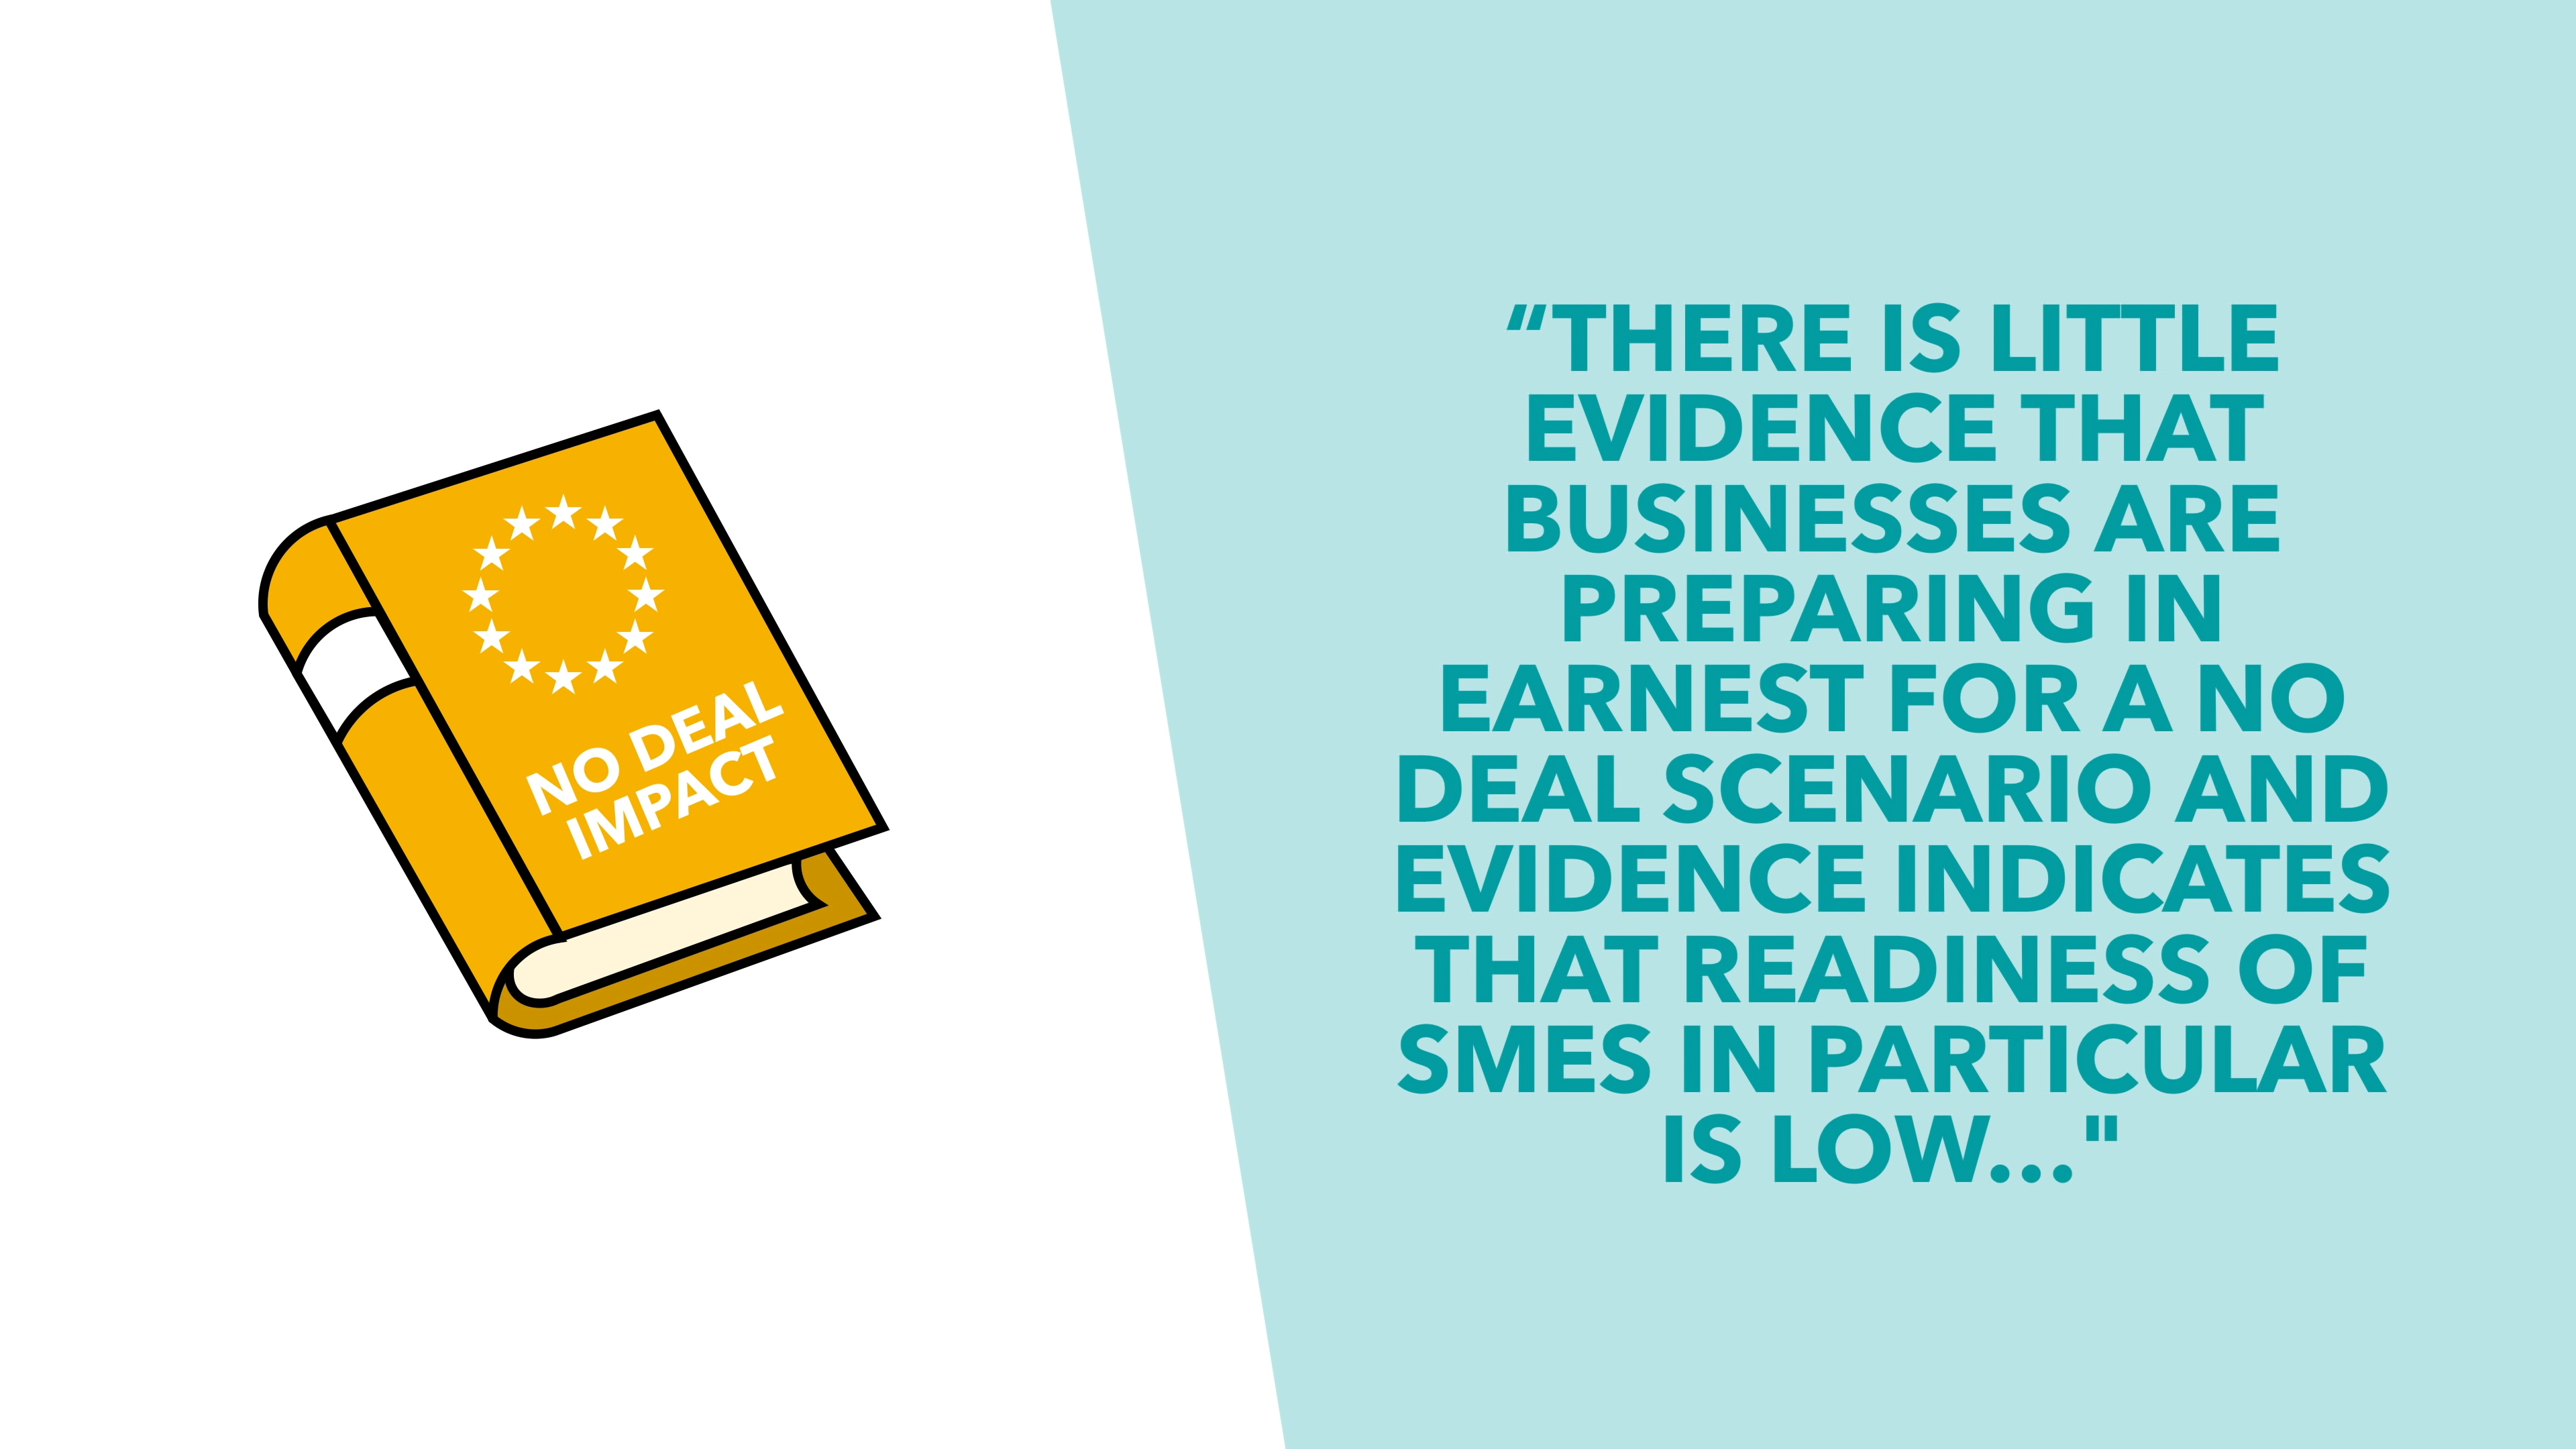 NO DEAL
IMPACT
“THERE IS LITTLE
EVIDENCE THAT
BUSINESSES ARE
PREPARING IN
EARNEST FOR A NO
DEAL SCENARIO AND
EVIDENCE INDICATES
THAT READINESS OF
SMES IN PARTICULAR
IS LOW..."